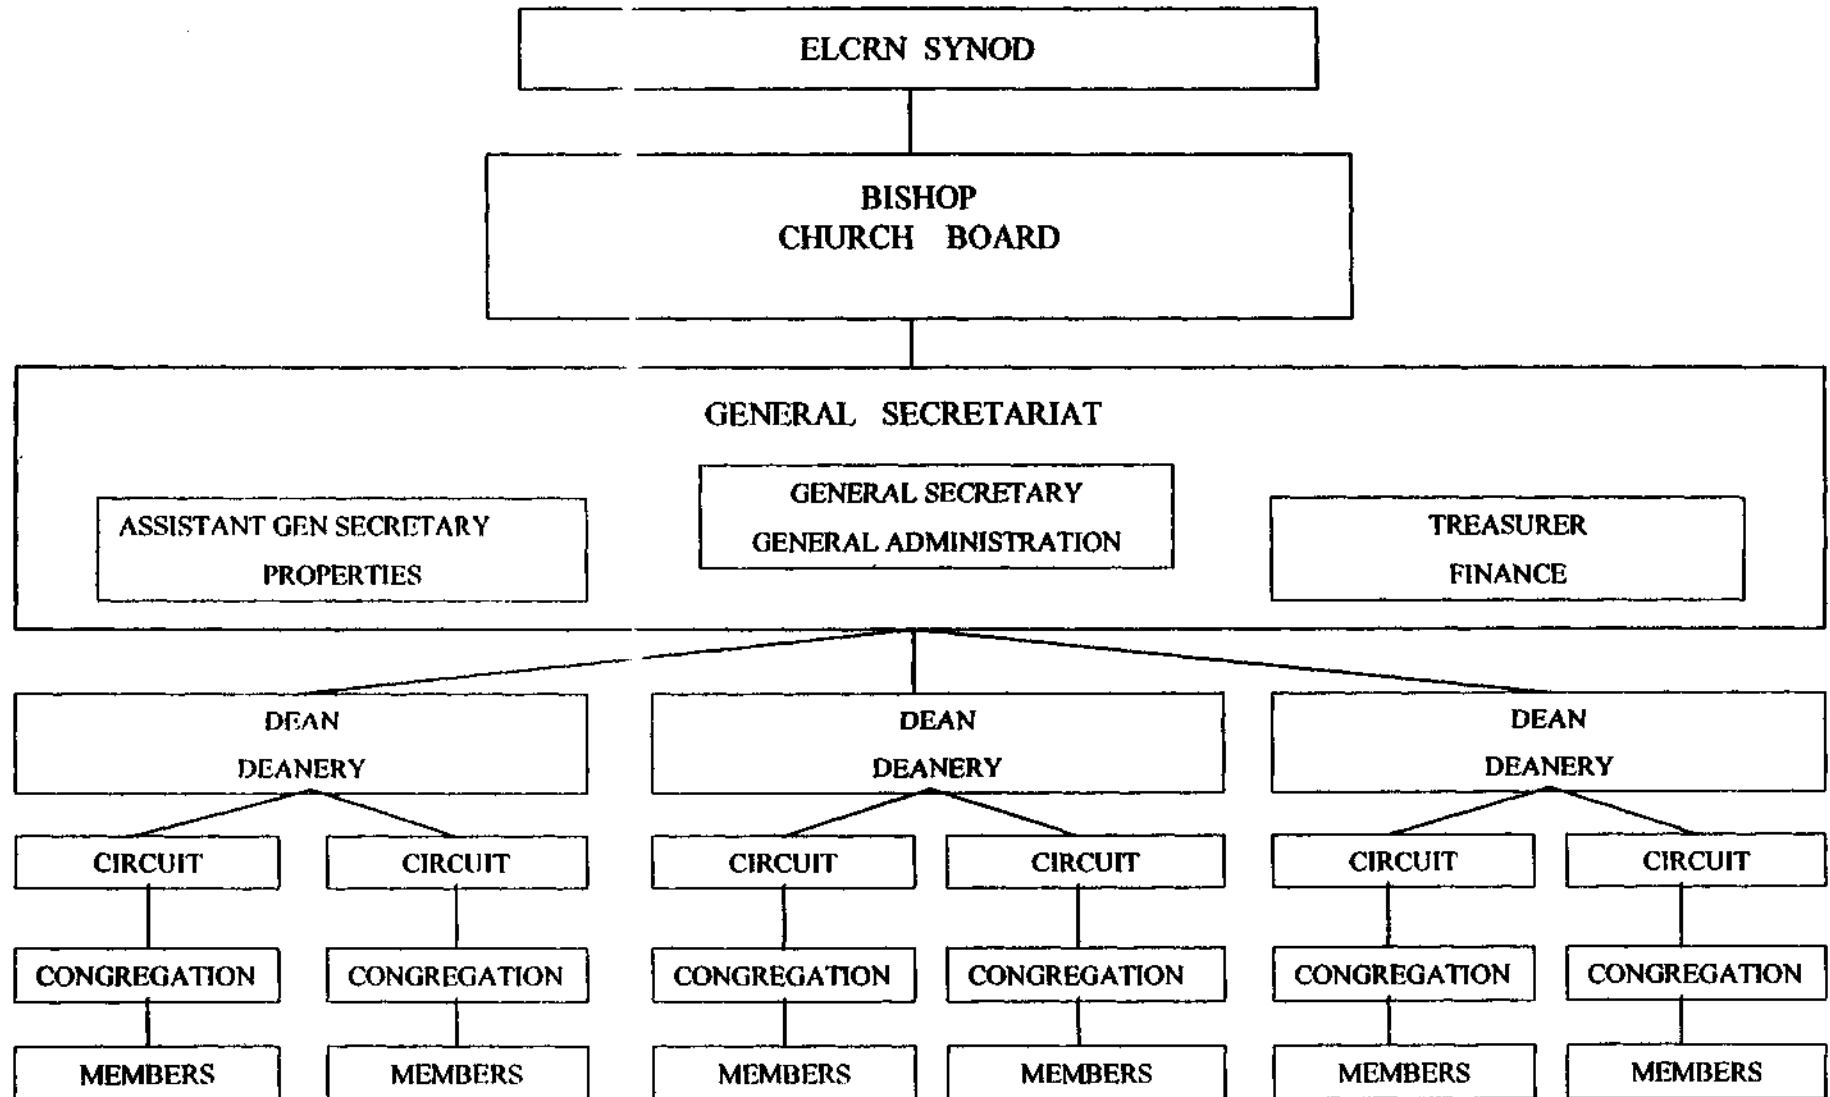 ELCRN SYNOD
BISHOP
CHURCH BOARD
GENERAL SECRETARIAT
ASSISTANT GEN SECRETARY
PROPERTIES
GENERAL SECRETARY
GENERAL ADMINISTRATION
TREASURER
FINANCE
DEAN
DEANERY
DEAN
DEANERY
DEAN
DEANERY
CIRCUIT
CIRCUIT
CIRCUIT
CIRCUIT
CIRCUIT
CIRCUIT
CONGREGATION
CONGREGATION
CONGREGATION
CONGREGATION
CONGREGATION
CONGREGATION
MEMBERS
MEMBERS
MEMBERS
MEMBERS
MEMBERS
MEMBERS